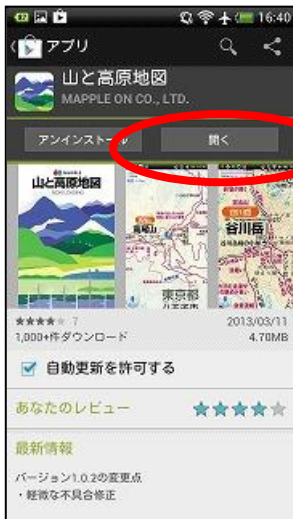 16:40
アプリ
山と高原地図
MAPPLE ON CO., LTD.
アンインストール
開く
山と高原地図
高尾山
東京都
谷川岳
★★★★★ 7
2013/03/11
1,000+件ダウンロード
4.70MB
自動更新を許可する
あなたのレビュー
最新情報
バージョン1.0.2の変更点
・軽微な不具合修正